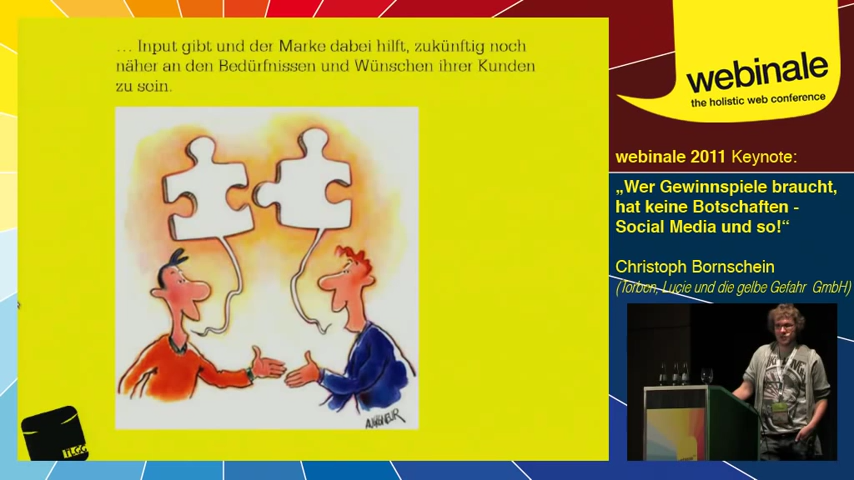 … Input gibt und der Marke dabei hilft, zukünftig noch
näher an den Bedürfnissen und Wünschen ihrer Kunden
zu sein.
TLGG
webinale
the holistic web conference
webinale 2011 Keynote:
„Wer Gewinnspiele braucht,
hat keine Botschaften -
Social Media und so!“
Christoph Bornschein
(Torben, Lucie und die gelbe Gefahr GmbH)